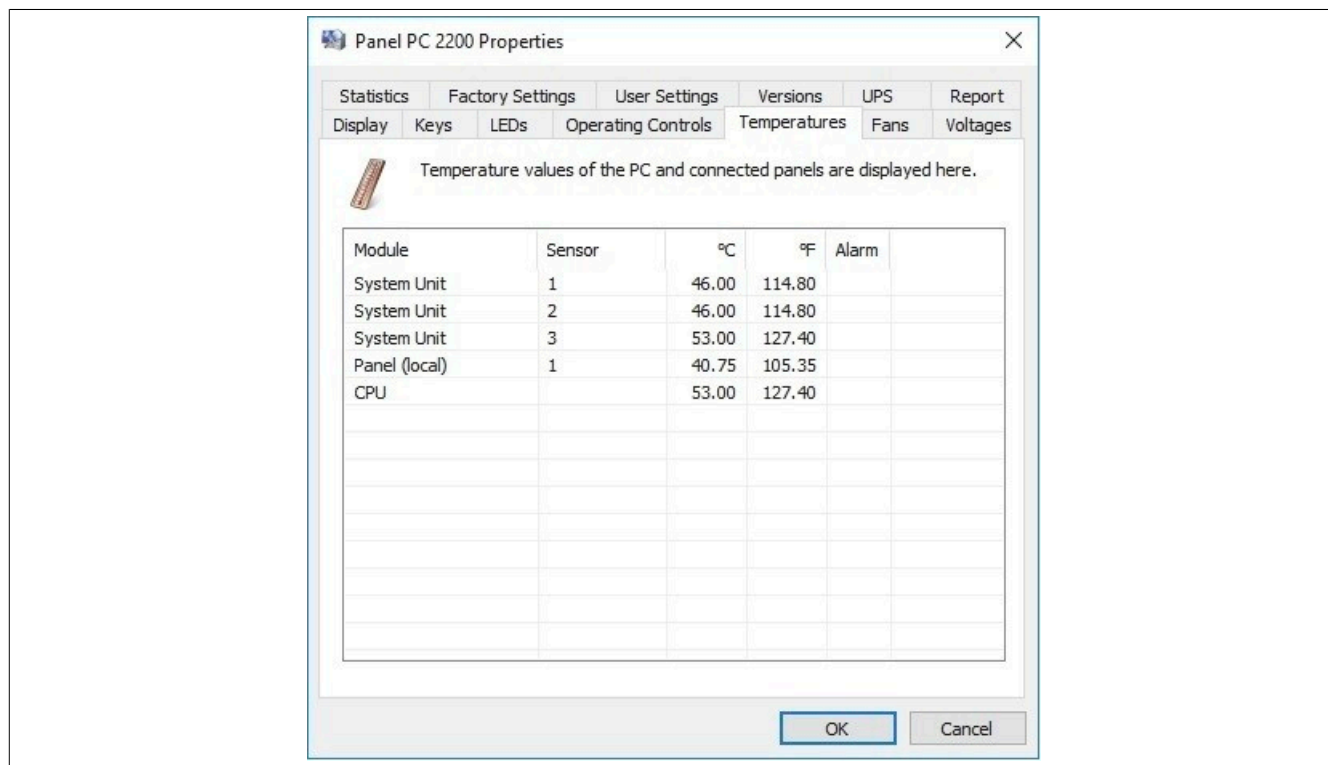 Panel PC 2200 Properties
Statistics Factory Settings User Settings Versions UPS Report
Display Keys LEDs Operating Controls Temperatures Fans Voltages
Temperature values of the PC and connected panels are displayed here.
Module Sensor °C °F Alarm
System Unit 1 46.00 114.80
System Unit 2 46.00 114.80
System Unit 3 53.00 127.40
Panel (local) 1 40.75 105.35
CPU 53.00 127.40
OK Cancel